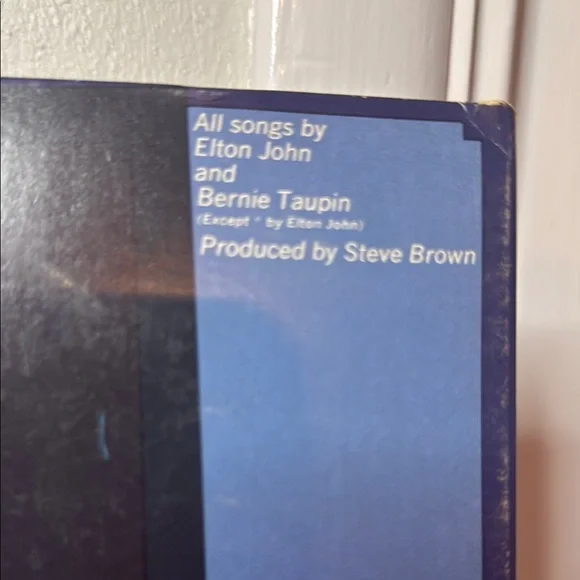 All songs by
Elton John
and
Bernie Taupin
(Except * by Elton John)
Produced by Steve Brown